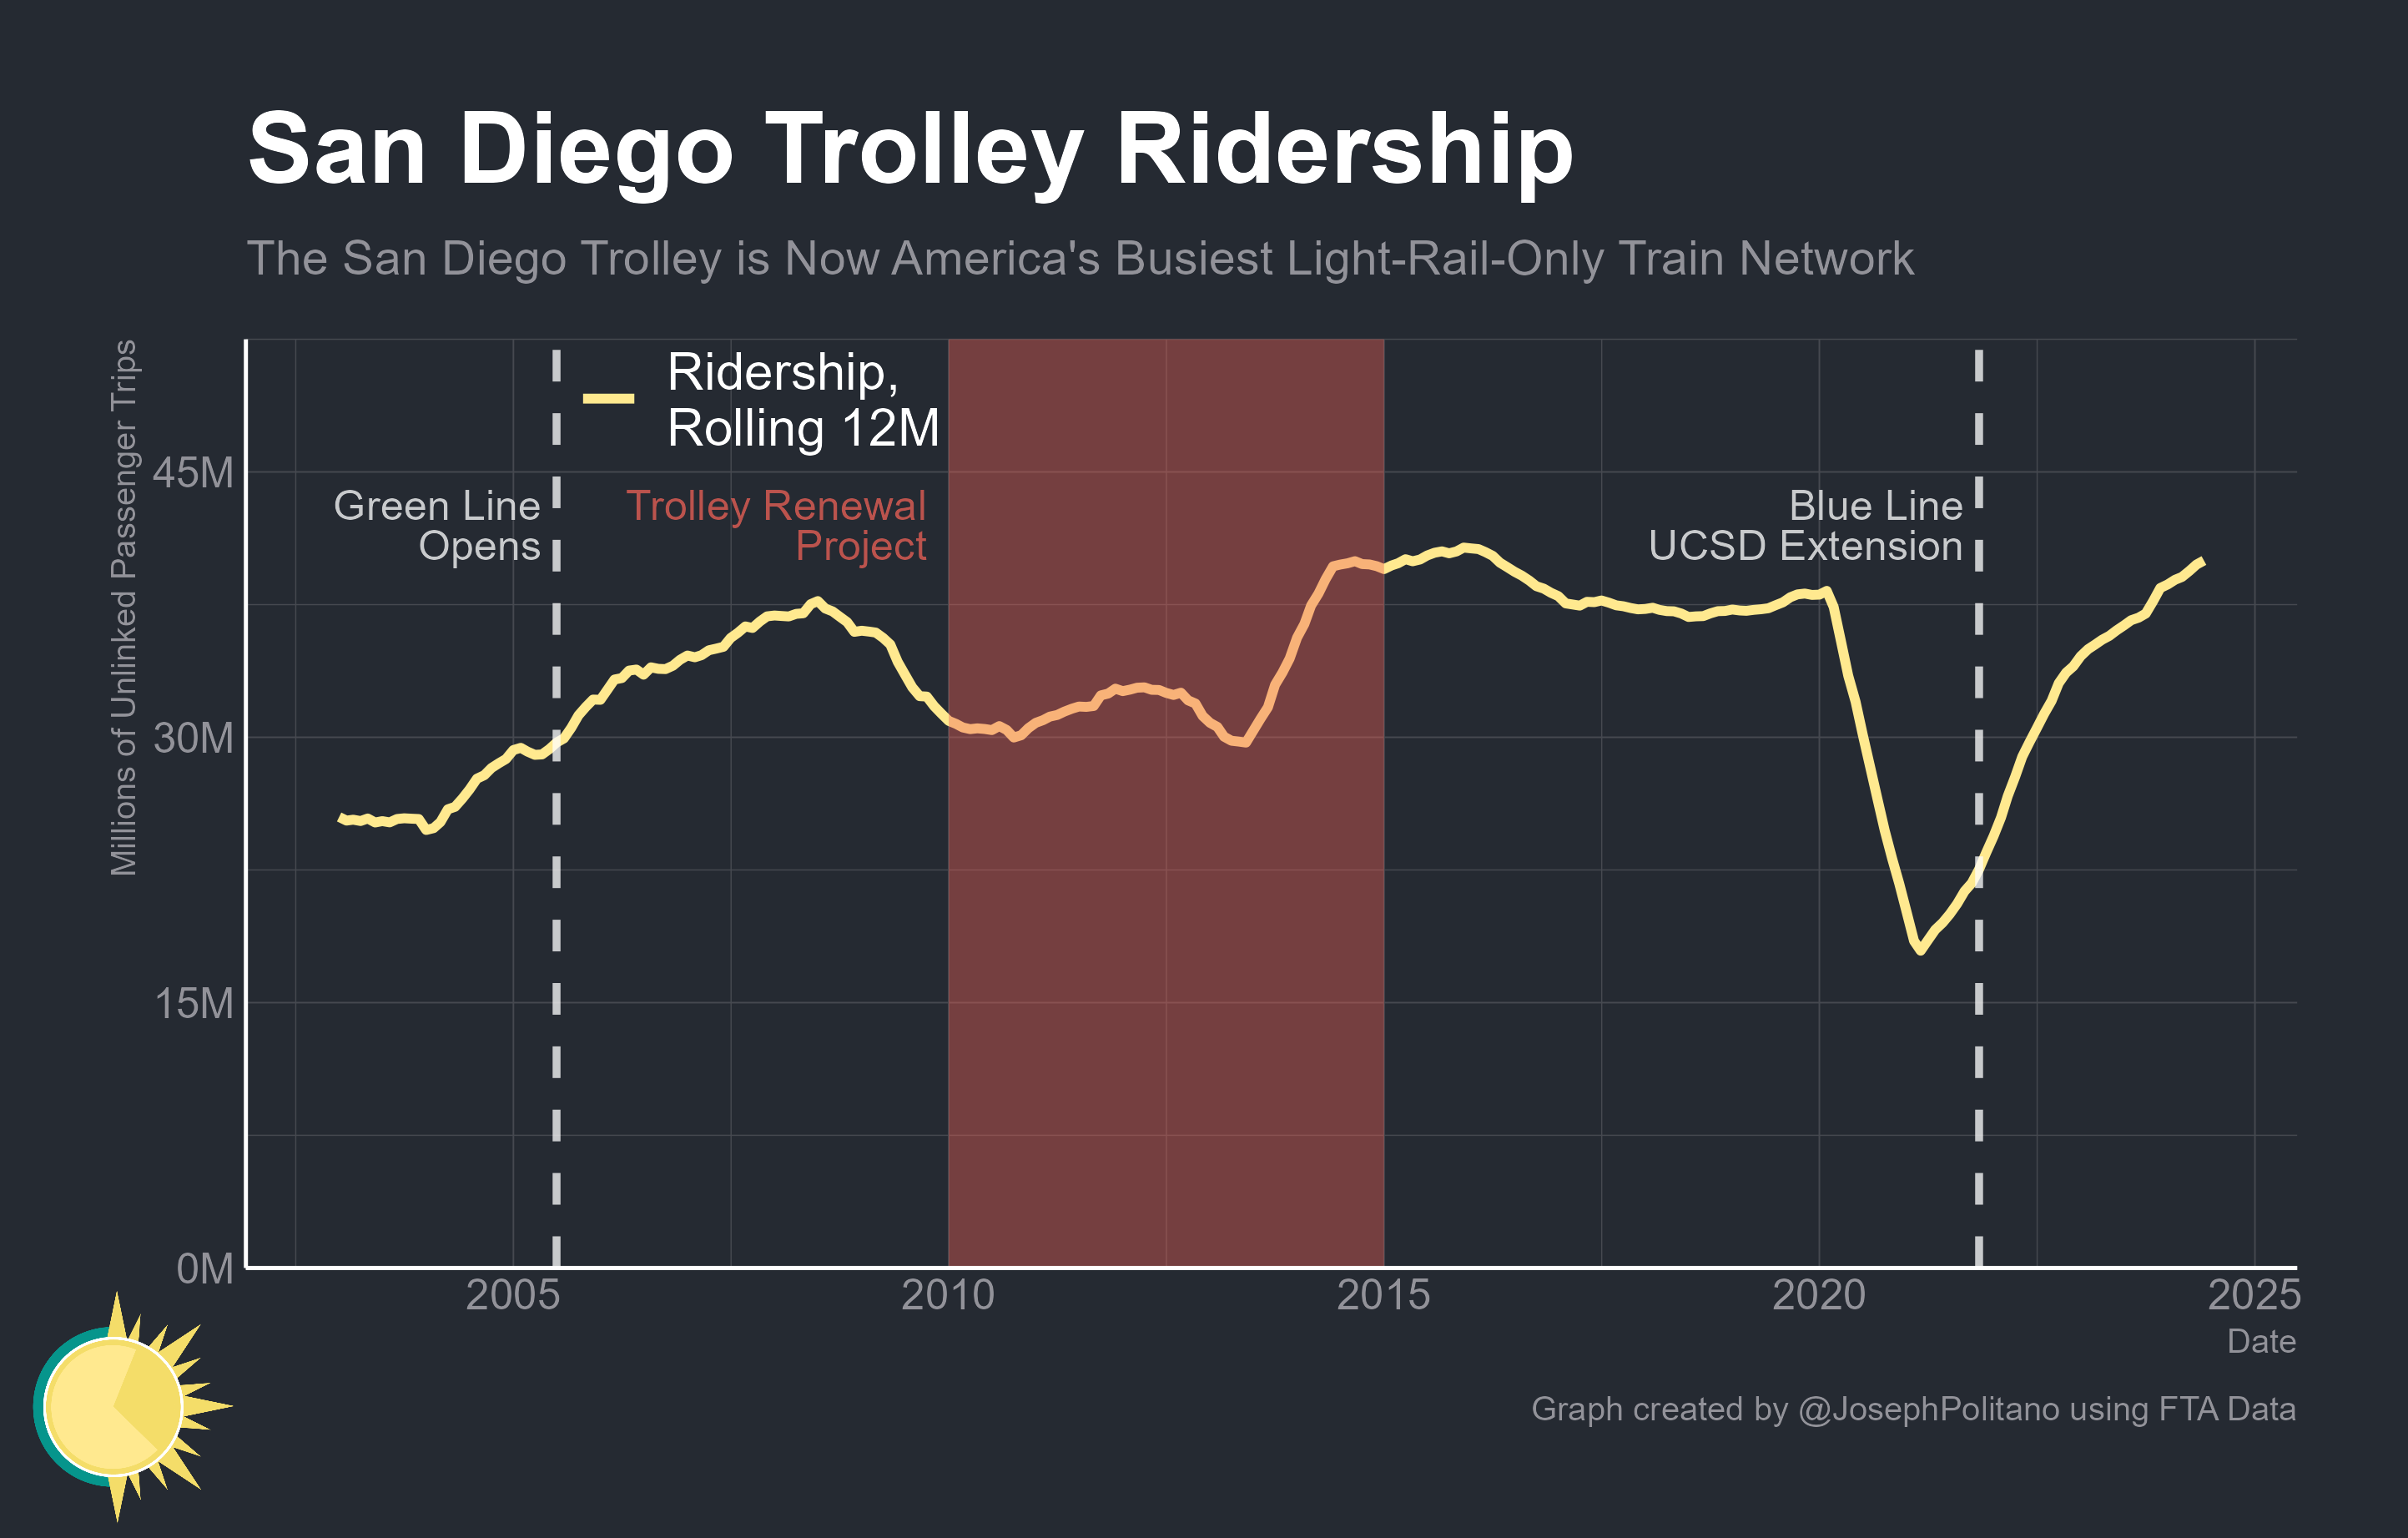 San Diego Trolley Ridership
The San Diego Trolley is Now America's Busiest Light-Rail-Only Train Network
Millions of Unlinked Passenger Trips
Ridership,
Rolling 12M
45M
30M
15M
0M
Green Line
Opens
Trolley Renewal
Project
Blue Line
UCSD Extension
2005
2010
2015
2020
2025
Date
Graph created by @JosephPolitano using FTA Data